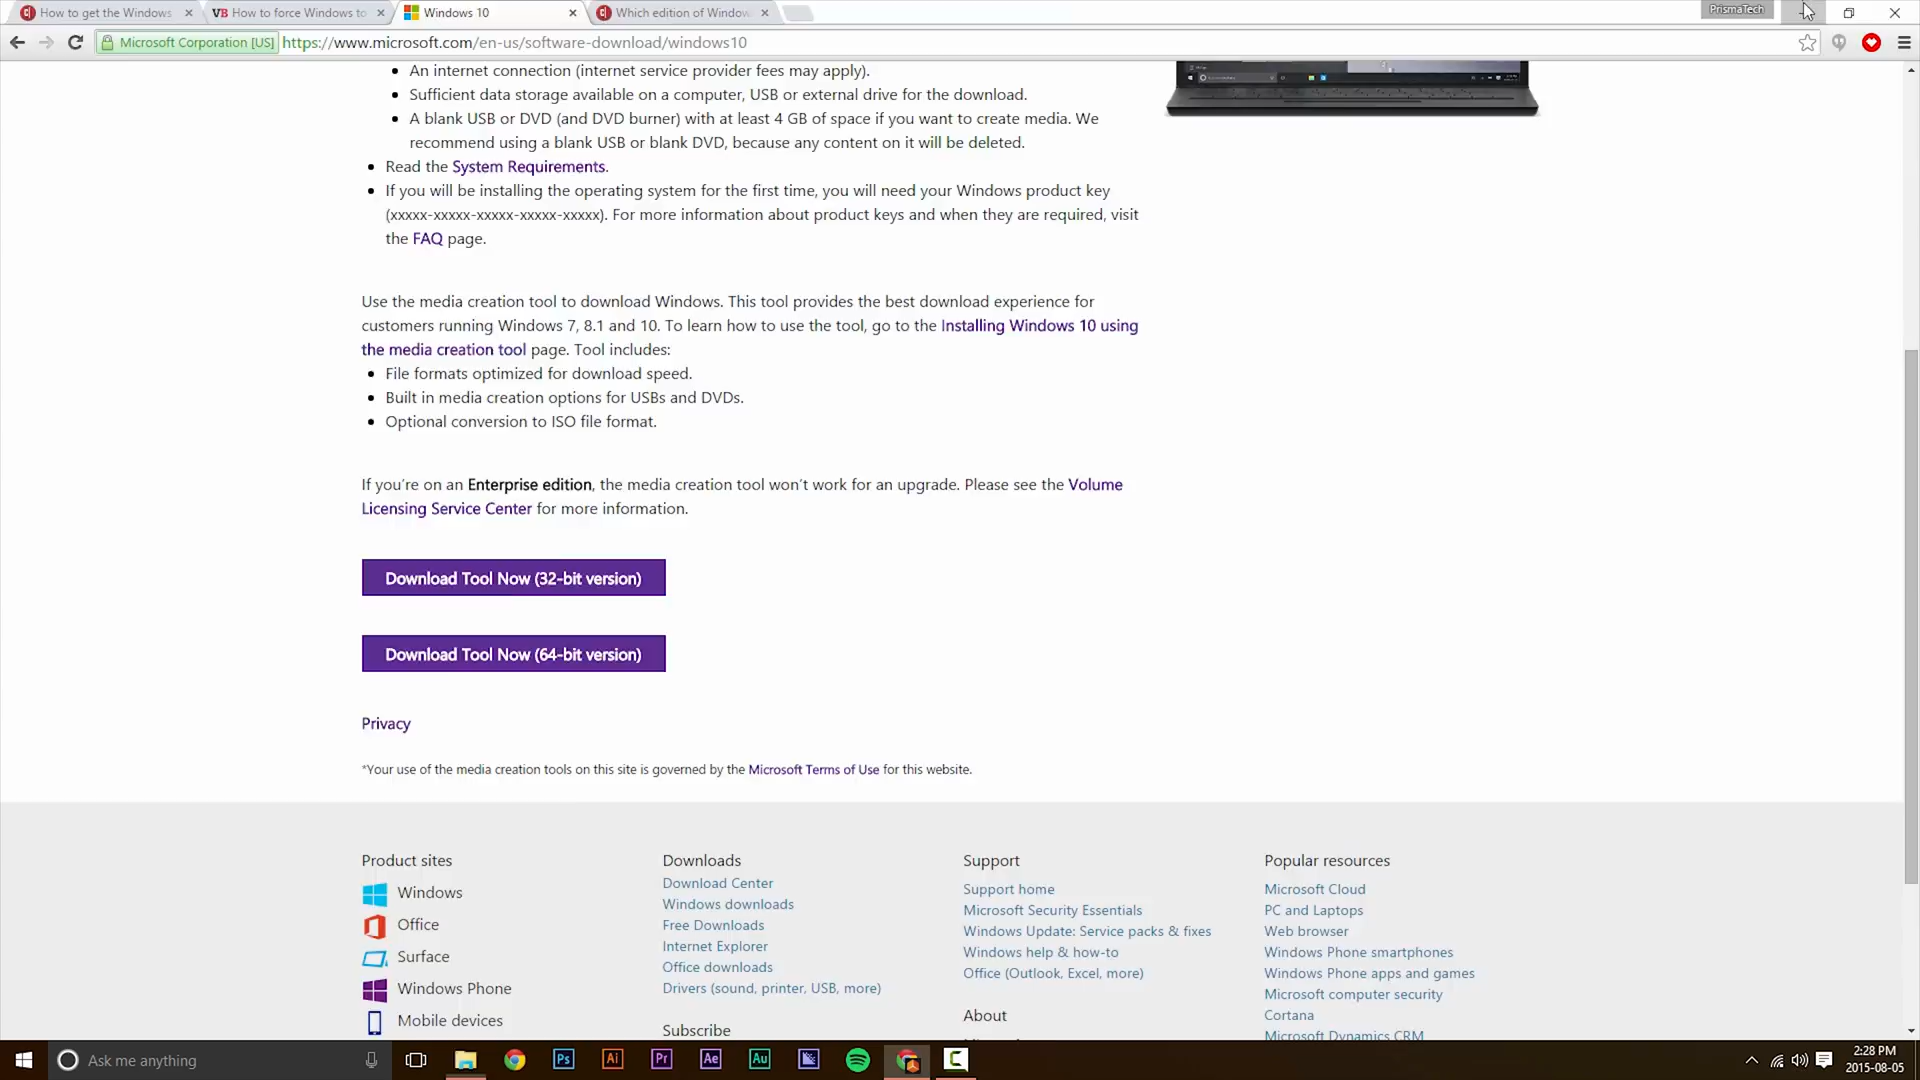 How to get the Windows
VB How to force Windows to
Windows 10
Which edition of Window
PrismaTech
Microsoft Corporation [US]
https://www.microsoft.com/en-us/software-download/windows10
An internet connection (internet service provider fees may apply).
Sufficient data storage available on a computer, USB or external drive for the download.
A blank USB or DVD (and DVD burner) with at least 4 GB of space if you want to create media. We
recommend using a blank USB or blank DVD, because any content on it will be deleted.
Read the System Requirements.
If you will be installing the operating system for the first time, you will need your Windows product key
(xxxxx-xxxxx-xxxxx-xxxxx-xxxxx). For more information about product keys and when they are required, visit
the FAQ page.
Use the media creation tool to download Windows. This tool provides the best download experience for
customers running Windows 7, 8.1 and 10. To learn how to use the tool, go to the Installing Windows 10 using
the media creation tool page. Tool includes:
File formats optimized for download speed.
Built in media creation options for USBs and DVDs.
Optional conversion to ISO file format.
If you're on an Enterprise edition, the media creation tool won't work for an upgrade. Please see the Volume
Licensing Service Center for more information.
Download Tool Now (32-bit version)
Download Tool Now (64-bit version)
Privacy
*Your use of the media creation tools on this site is governed by the Microsoft Terms of Use for this website.
Product sites
Windows
Office
Surface
Windows Phone
Mobile devices
Downloads
Download Center
Windows downloads
Free Downloads
Internet Explorer
Office downloads
Drivers (sound, printer, USB, more)
Subscribe
Support
Support home
Microsoft Security Essentials
Windows Update: Service packs & fixes
Windows help & how-to
Office (Outlook, Excel, more)
About
Popular resources
Microsoft Cloud
PC and Laptops
Web browser
Windows Phone smartphones
Windows Phone apps and games
Microsoft computer security
Cortana
Microsoft Dynamics CRM
Ask me anything
Ps
Ai
Pr
Ae
Au
2:28 PM
2015-08-05